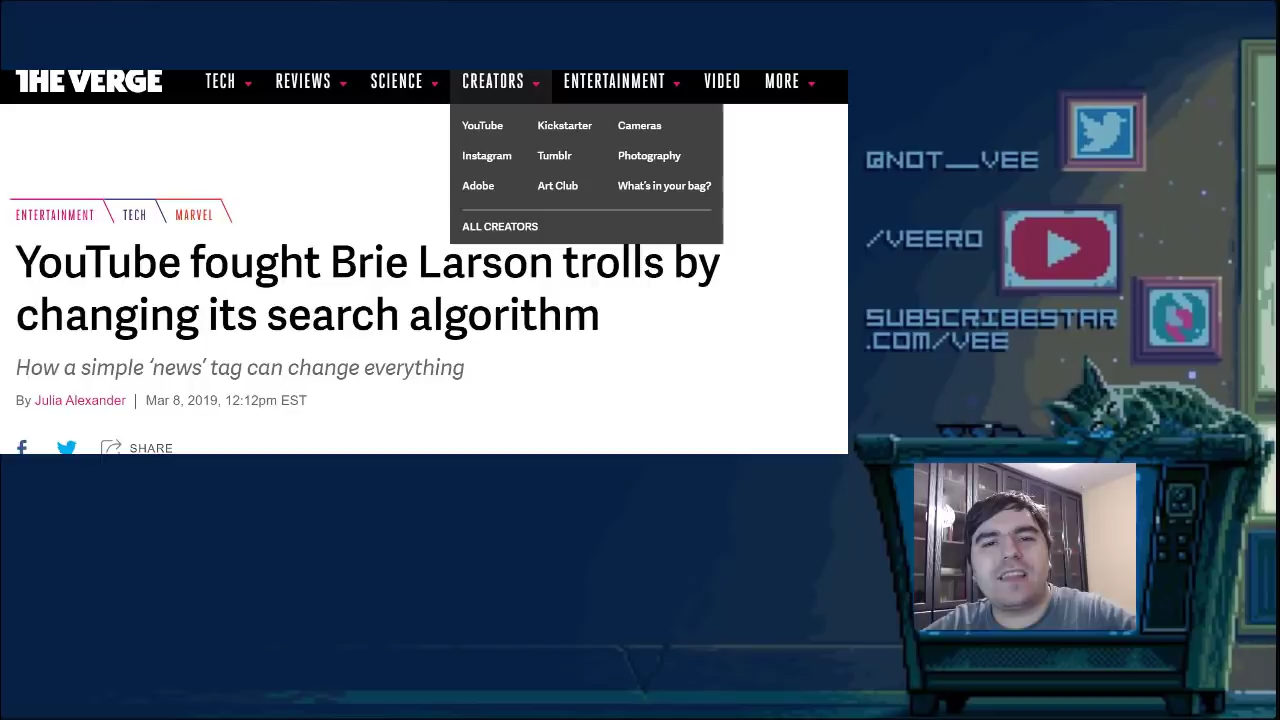 THE VERGE
TECH REVIEWS SCIENCE CREATORS ENTERTAINMENT VIDEO MORE
YouTube Kickstarter Cameras
Instagram Tumblr Photography
Adobe Art Club What's in your bag?
ALL CREATORS
ENTERTAINMENT TECH MARVEL
YouTube fought Brie Larson trolls by
changing its search algorithm
How a simple ‘news’ tag can change everything
By Julia Alexander | Mar 8, 2019, 12:12pm EST
SHARE
@NOT__VEE
/VEERO
SUBSCRIBESTAR
.COM/VEE